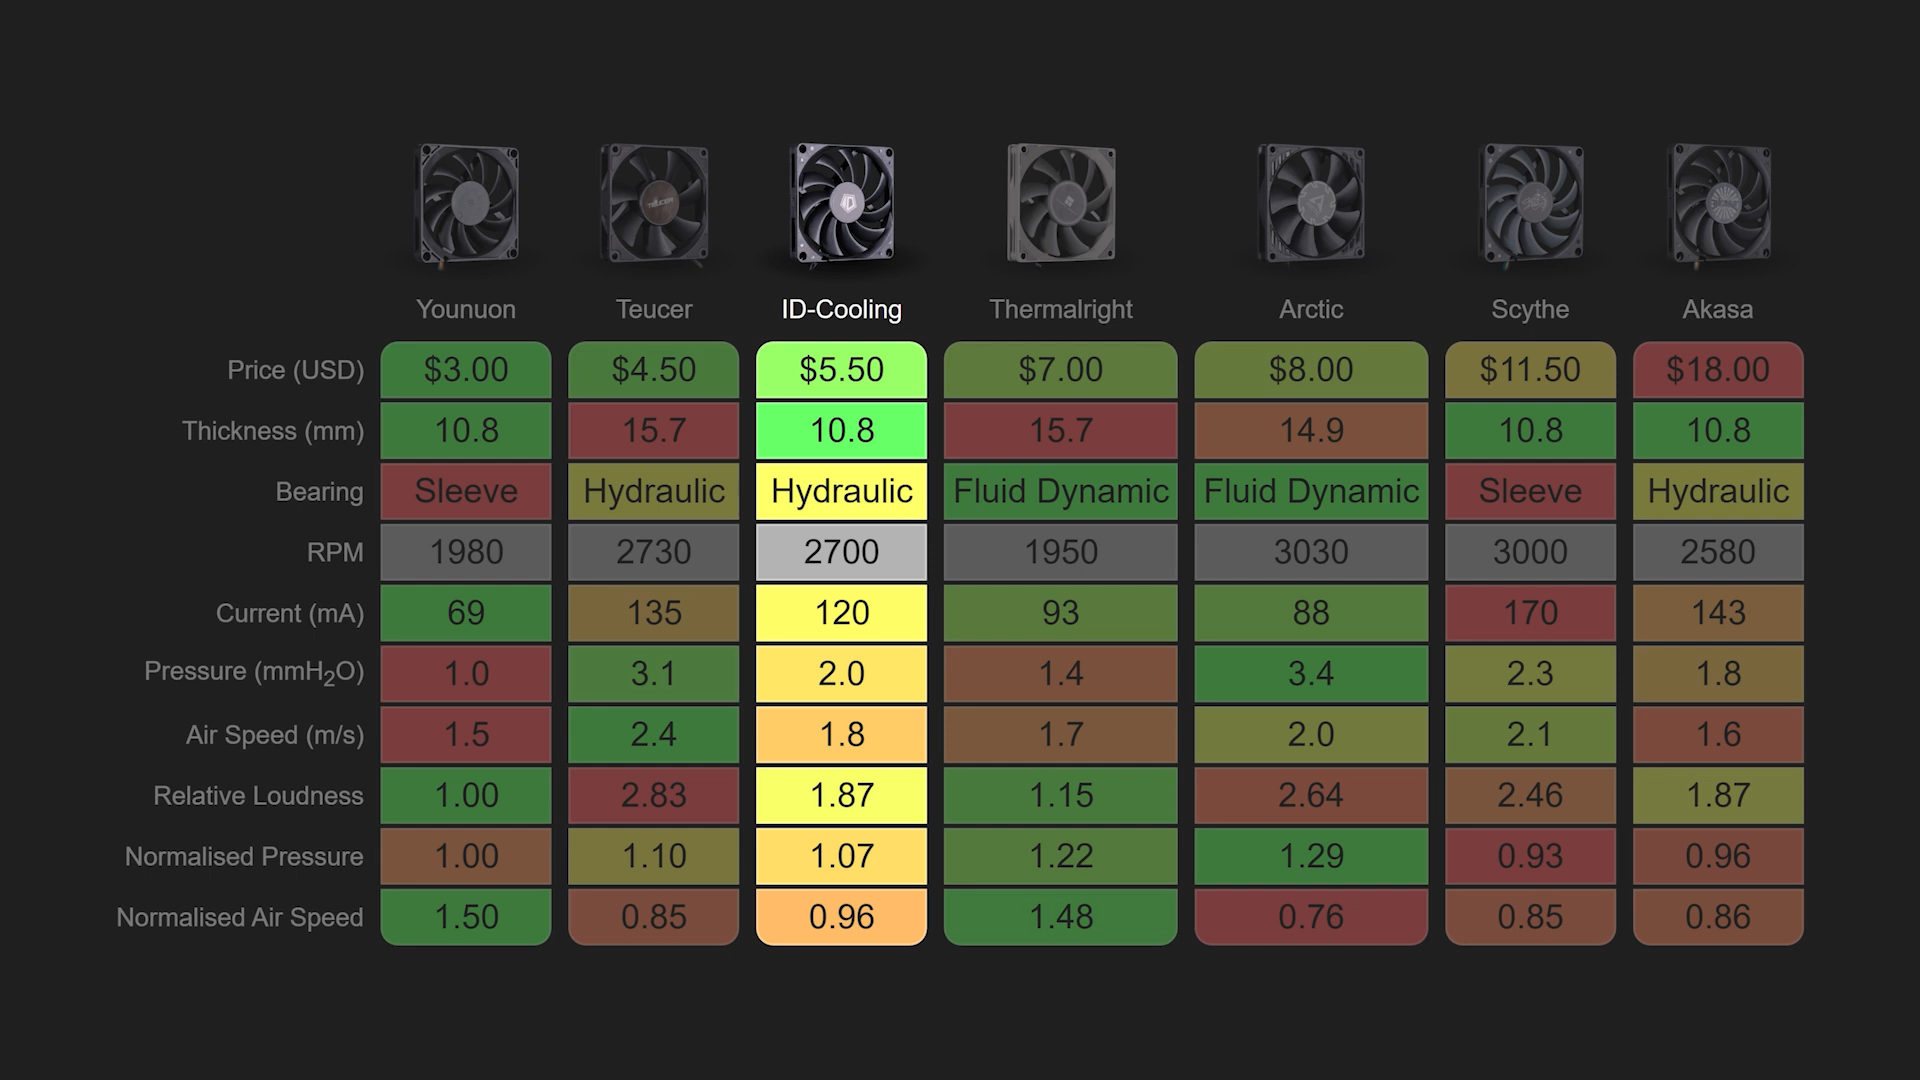 TEUCER
Younuon Teucer ID-Cooling Thermalright Arctic Scythe Akasa
Price (USD) $3.00 $4.50 $5.50 $7.00 $8.00 $11.50 $18.00
Thickness (mm) 10.8 15.7 10.8 15.7 14.9 10.8 10.8
Bearing Sleeve Hydraulic Hydraulic Fluid Dynamic Fluid Dynamic Sleeve Hydraulic
RPM 1980 2730 2700 1950 3030 3000 2580
Current (mA) 69 135 120 93 88 170 143
Pressure (mmH₂O) 1.0 3.1 2.0 1.4 3.4 2.3 1.8
Air Speed (m/s) 1.5 2.4 1.8 1.7 2.0 2.1 1.6
Relative Loudness 1.00 2.83 1.87 1.15 2.64 2.46 1.87
Normalised Pressure 1.00 1.10 1.07 1.22 1.29 0.93 0.96
Normalised Air Speed 1.50 0.85 0.96 1.48 0.76 0.85 0.86